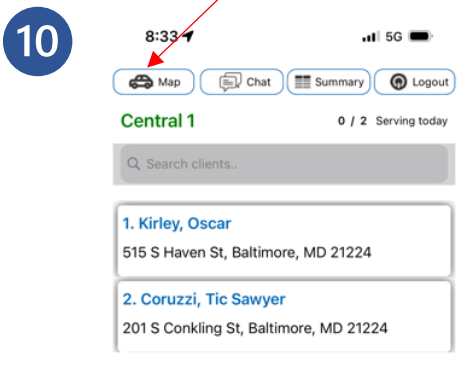 10
8:33
5G
Map Chat Summary Logout
Central 1 0 / 2 Serving today
Search clients..
1. Kirley, Oscar
515 S Haven St, Baltimore, MD 21224
2. Coruzzi, Tic Sawyer
201 S Conkling St, Baltimore, MD 21224